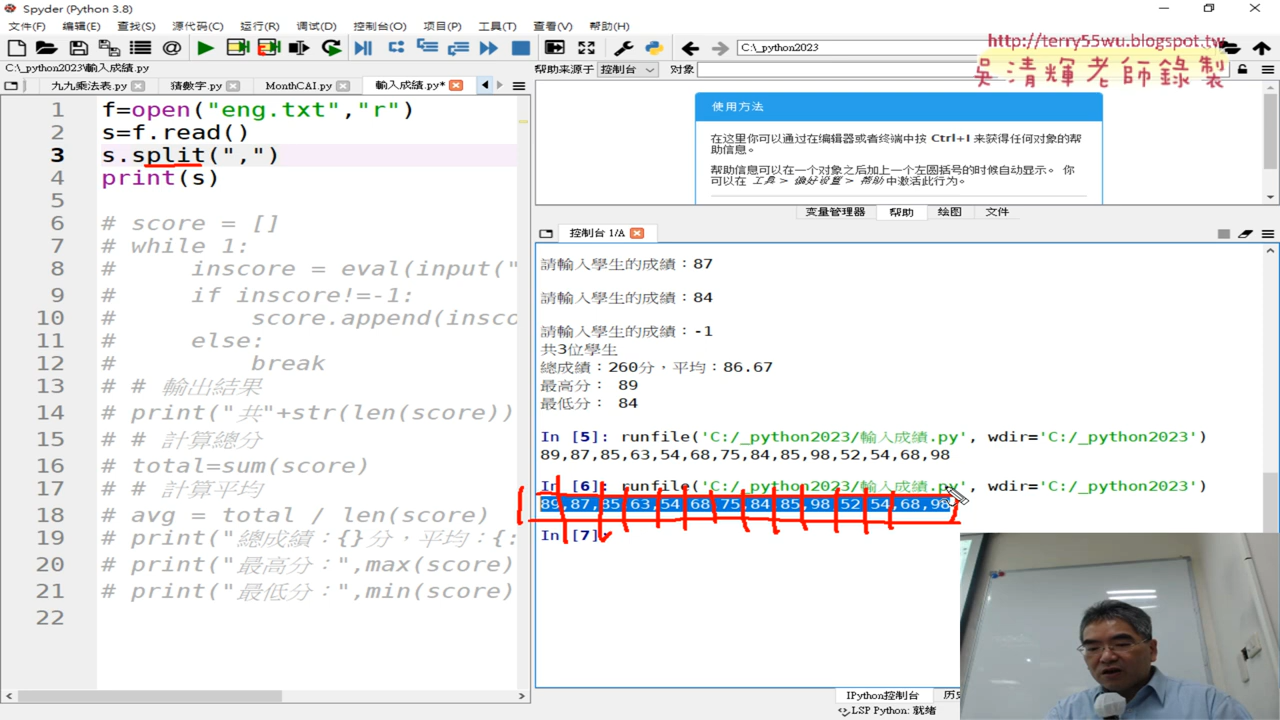 Spyder (Python 3.8)
文件(F) 编辑(E) 查找(S) 源代码(C) 运行(R) 调试(D) 控制台(O) 项目(P) 工具(T) 查看(V) 帮助(H)
C:\_python2023
http://terry55wu.blogspot.tw
吳清輝老師錄製
C:\_python2023\輸入成績.py
九九乘法表.py 猜數字.py MonthCAI.py 輸入成績.py*
帮助来源于 控制台 对象
1 f=open("eng.txt","r")
2 s=f.read()
3 s.split(",")
4 print(s)
5
6 # score = []
7 # while 1:
8 # inscore = eval(input("
9 # if inscore!=-1:
10 # score.append(insco
11 # else:
12 # break
13 # # 輸出結果
14 # print("共"+str(len(score))
15 # # 計算總分
16 # total=sum(score)
17 # # 計算平均
18 # avg = total / len(score)
19 # print("總成績：{}分，平均：{:
20 # print("最高分：",max(score)
21 # print("最低分：",min(score)
22
使用方法
在这里你可以通过在编辑器或者终端中按 Ctrl+I 来获得任何对象的帮
助信息。
帮助信息可以在一个对象之后加上一个左圆括号的时候自动显示。 你
可以在 工具 > 偏好设置 > 帮助中激活此行为。
变量管理器 帮助 绘图 文件
控制台 1/A
請輸入學生的成績：87
請輸入學生的成績：84
請輸入學生的成績：-1
共3位學生
總成績：260分，平均：86.67
最高分： 89
最低分： 84
In [5]: runfile('C:/_python2023/輸入成績.py', wdir='C:/_python2023')
89,87,85,63,54,68,75,84,85,98,52,54,68,98
In [6]: runfile('C:/_python2023/輸入成績.py', wdir='C:/_python2023')
89,87,85,63,54,68,75,84,85,98,52,54,68,98
In [7]:
IPython控制台
LSP Python: 就绪